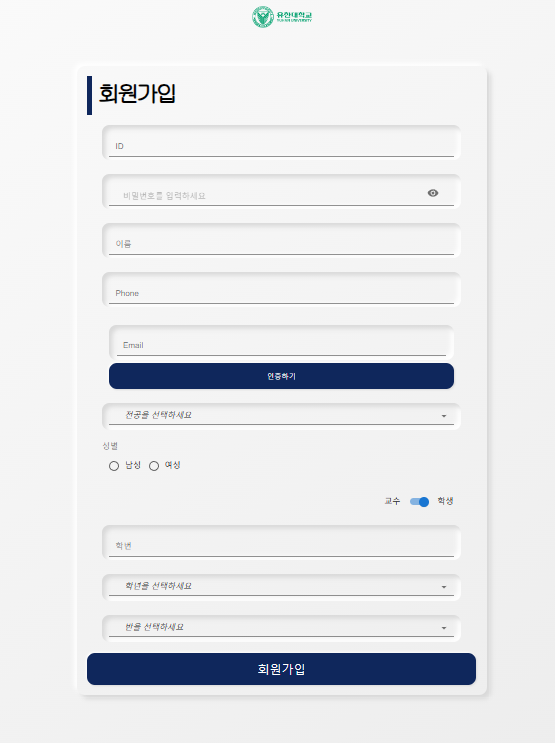 유한대학교
YUHAN UNIVERSITY
회원가입
ID
비밀번호를 입력하세요
이름
Phone
Email
인증하기
전공을 선택하세요
성별
남성 여성
교수 학생
학번
학년을 선택하세요
반을 선택하세요
회원가입